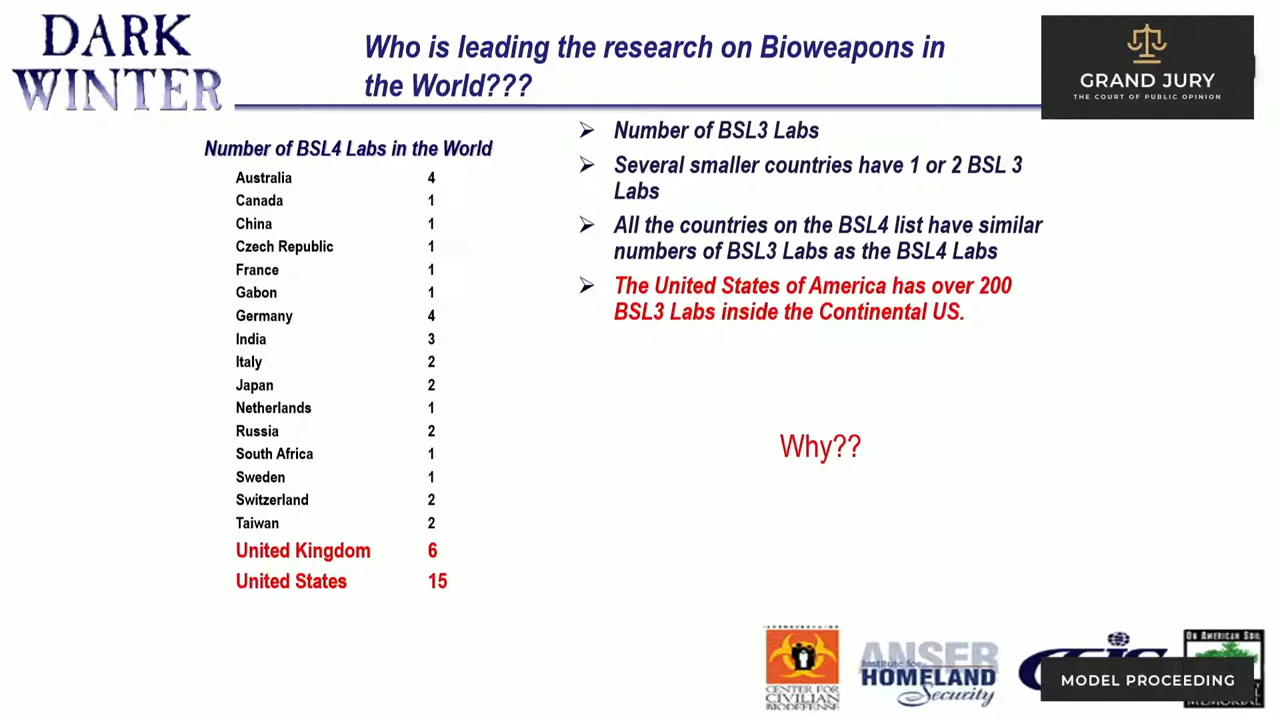 DARK
WINTER
Who is leading the research on Bioweapons in
the World???
GRAND JURY
THE COURT OF PUBLIC OPINION
Number of BSL4 Labs in the World
Australia 4
Canada 1
China 1
Czech Republic 1
France 1
Gabon 1
Germany 4
India 3
Italy 2
Japan 2
Netherlands 1
Russia 2
South Africa 1
Sweden 1
Switzerland 2
Taiwan 2
United Kingdom 6
United States 15
Number of BSL3 Labs
Several smaller countries have 1 or 2 BSL 3
Labs
All the countries on the BSL4 list have similar
numbers of BSL3 Labs as the BSL4 Labs
The United States of America has over 200
BSL3 Labs inside the Continental US.
Why??
CENTER FOR
CIVILIAN
BIODEFENSE
ANSER
Institute for
HOMELAND
Security
ON AMERICAN SOIL
MODEL PROCEEDING
MEMORIAL